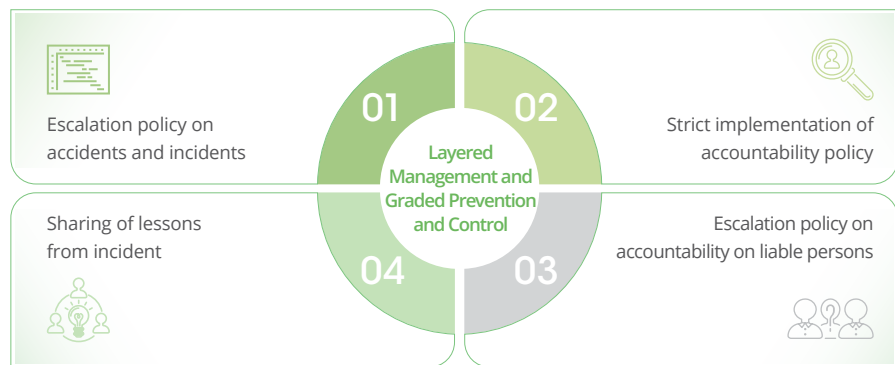 01
Escalation policy on
accidents and incidents
02
Strict implementation of
accountability policy
Layered
Management and
Graded Prevention
and Control
03
Escalation policy on
accountability on liable persons
04
Sharing of lessons
from incident